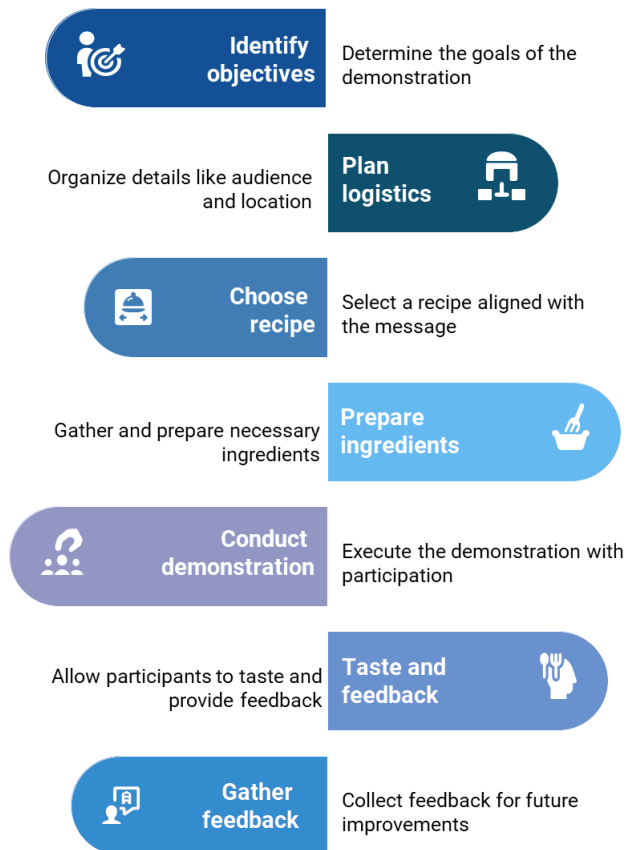 Identify
objectives
Determine the goals of the
demonstration
Plan
logistics
Organize details like audience
and location
Choose
recipe
Select a recipe aligned with
the message
Prepare
ingredients
Gather and prepare necessary
ingredients
Conduct
demonstration
Execute the demonstration with
participation
Taste and
feedback
Allow participants to taste and
provide feedback
Gather
feedback
Collect feedback for future
improvements